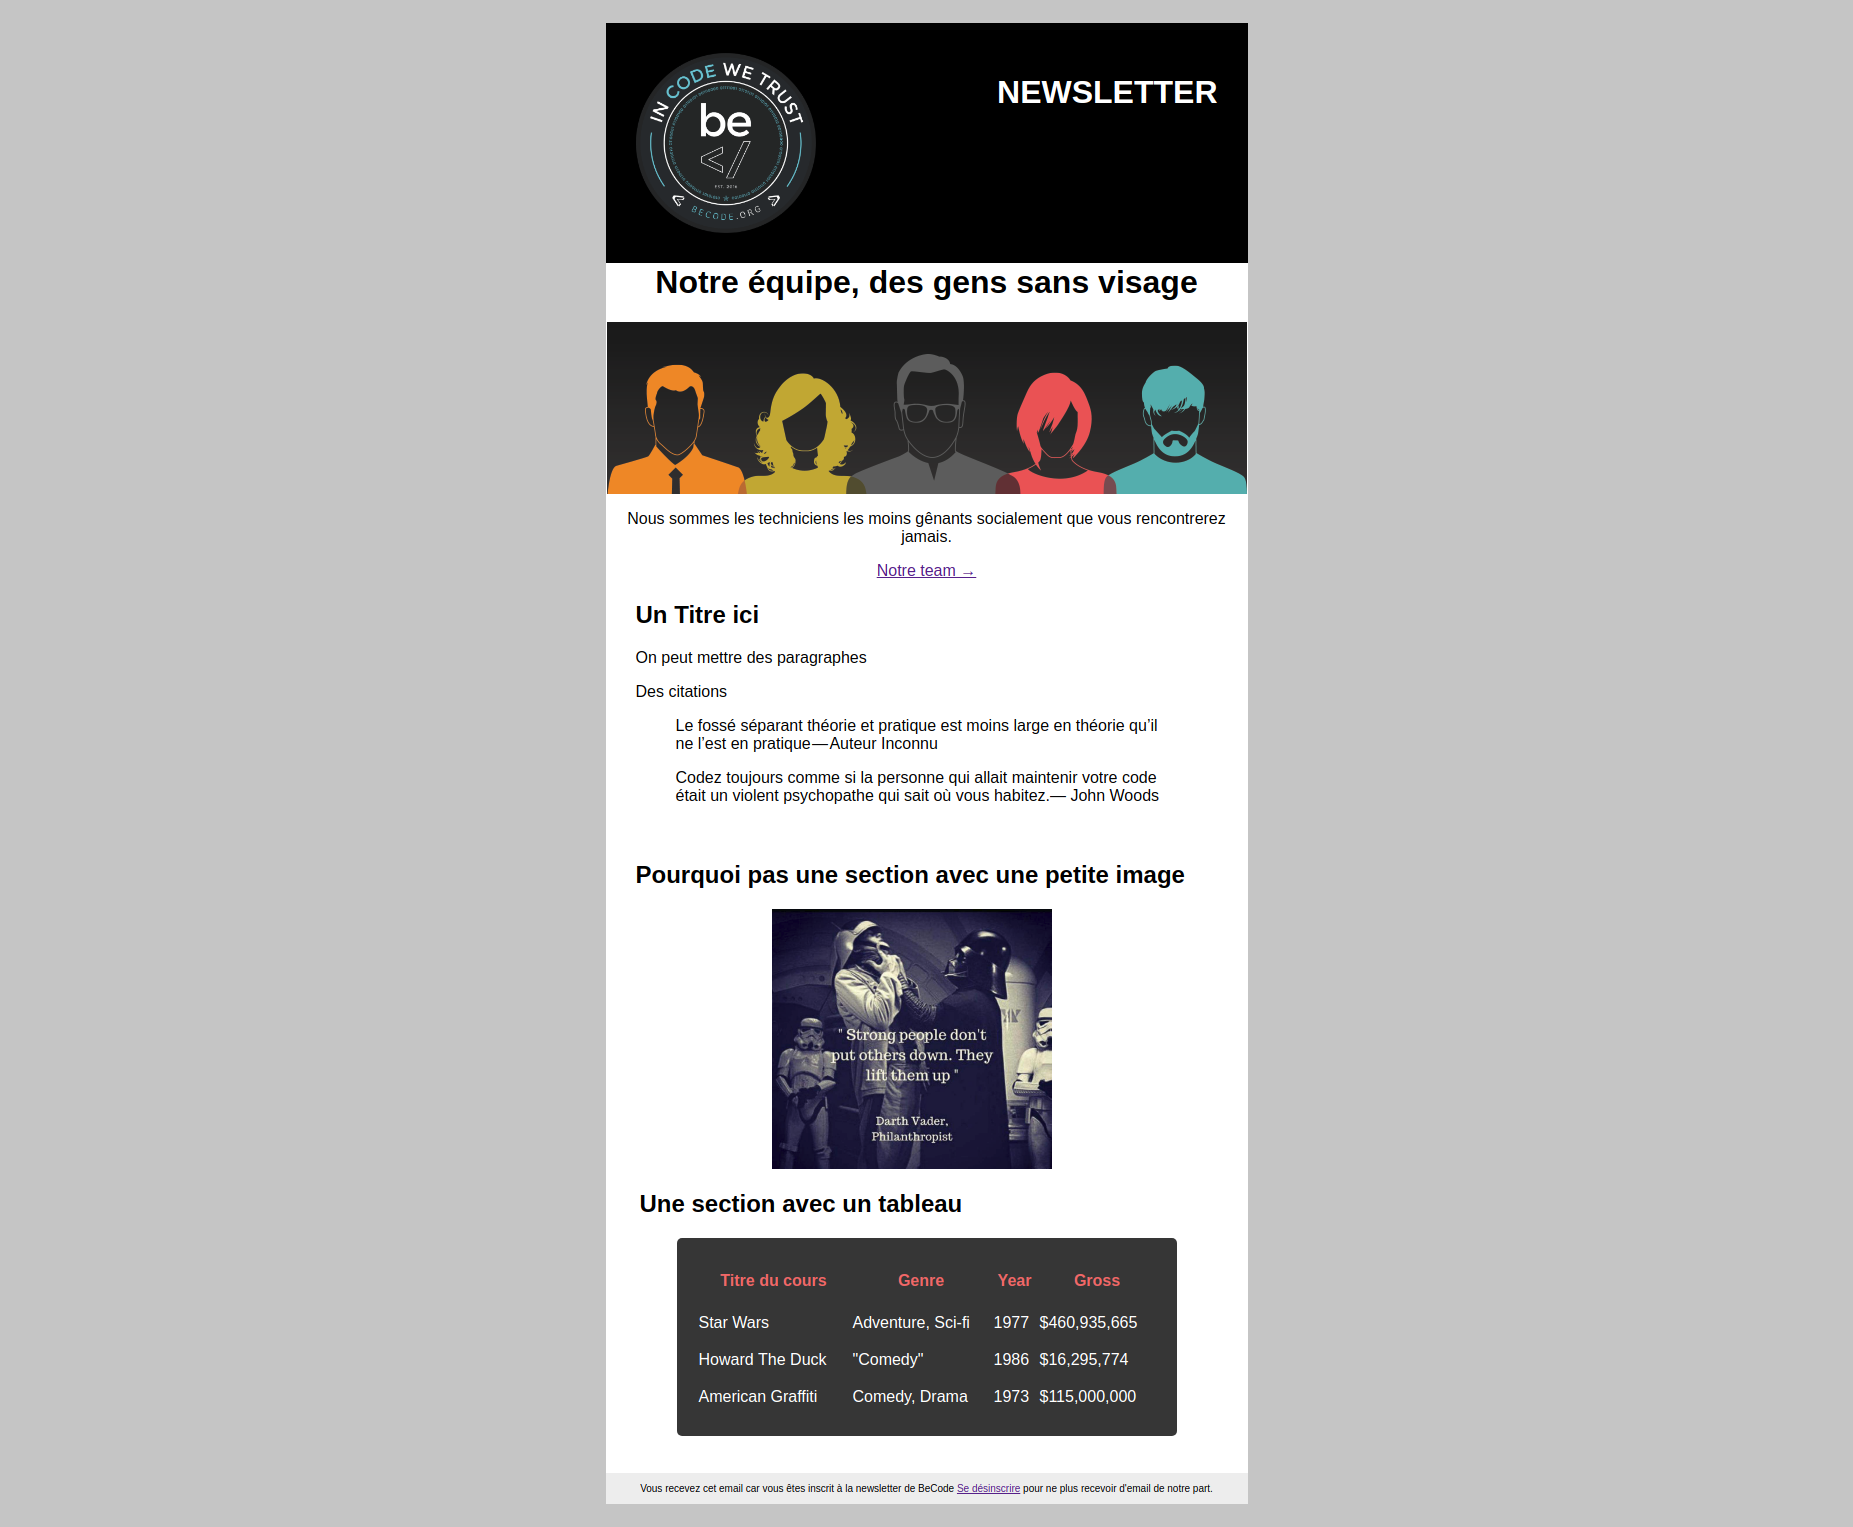 IN CODE WE TRUST
be
</
EST. 2016
BECODE.ORG
NEWSLETTER
Notre équipe, des gens sans visage
Nous sommes les techniciens les moins gênants socialement que vous rencontrerez
jamais.
Notre team →
Un Titre ici
On peut mettre des paragraphes
Des citations
Le fossé séparant théorie et pratique est moins large en théorie qu’il
ne l’est en pratique — Auteur Inconnu
Codez toujours comme si la personne qui allait maintenir votre code
était un violent psychopathe qui sait où vous habitez.— John Woods
Pourquoi pas une section avec une petite image
" Strong people don't
put others down. They
lift them up "
Darth Vader,
Philanthropist
Une section avec un tableau
Titre du cours Genre Year Gross
Star Wars Adventure, Sci-fi 1977 $460,935,665
Howard The Duck "Comedy" 1986 $16,295,774
American Graffiti Comedy, Drama 1973 $115,000,000
Vous recevez cet email car vous êtes inscrit à la newsletter de BeCode Se désinscrire pour ne plus recevoir d'email de notre part.